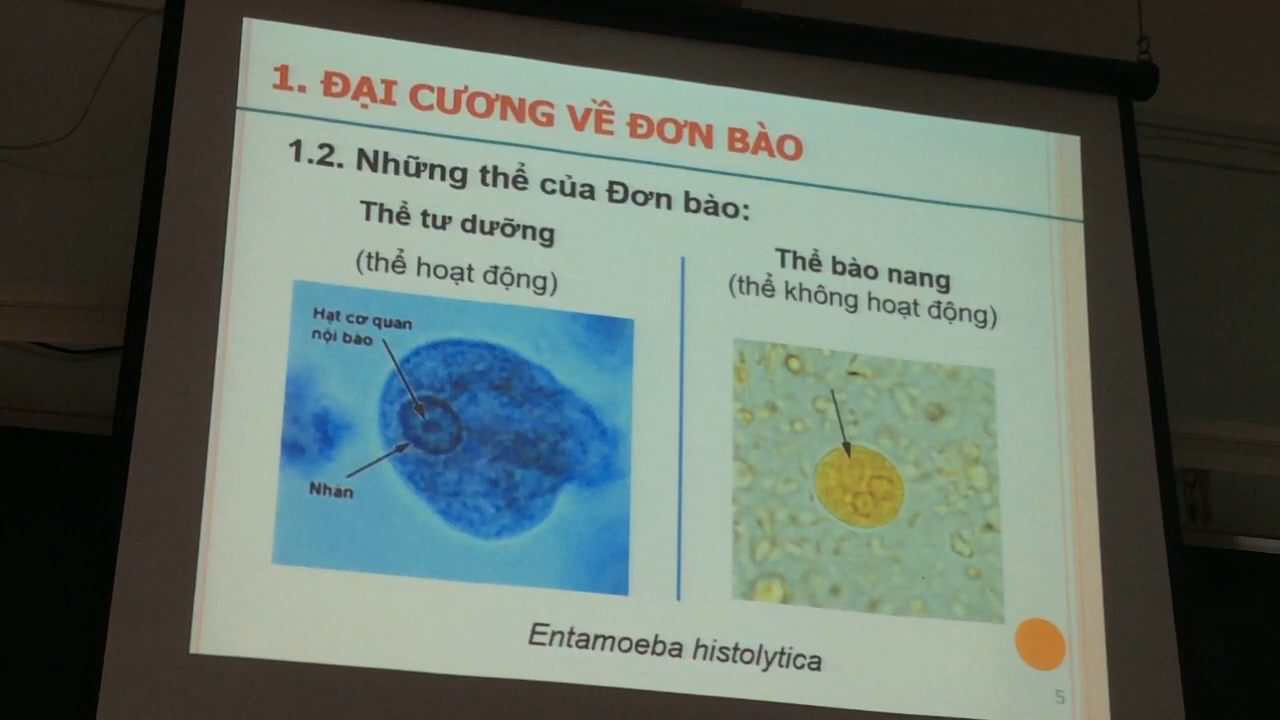 1. ĐẠI CƯƠNG VỀ ĐƠN BÀO
1.2. Những thể của Đơn bào:
Thể tư dưỡng
(thể hoạt động)
Hạt cơ quan
nội bào
Nhân
Thể bào nang
(thể không hoạt động)
Entamoeba histolytica
5